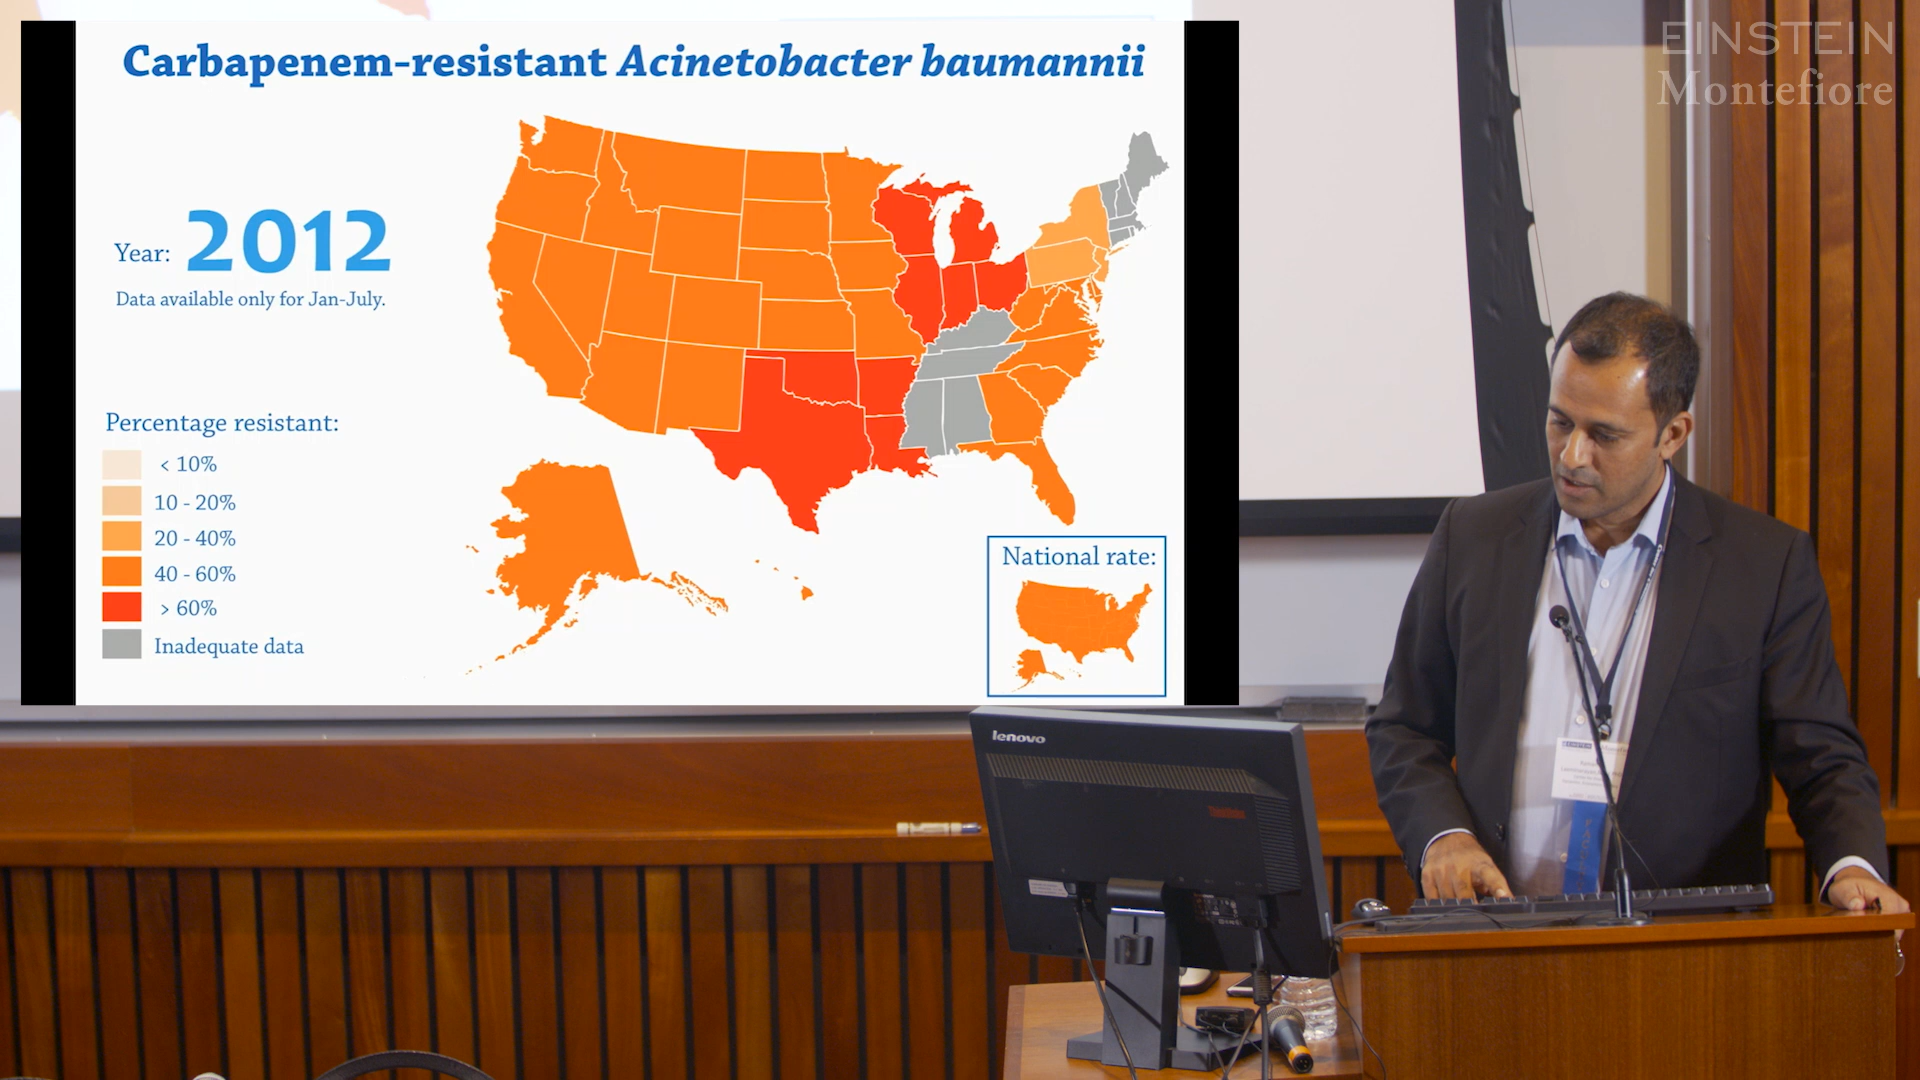 EINSTEIN
Montefiore
Carbapenem-resistant Acinetobacter baumannii
Year: 2012
Data available only for Jan-July.
Percentage resistant:
< 10%
10 - 20%
20 - 40%
40 - 60%
> 60%
Inadequate data
National rate:
lenovo